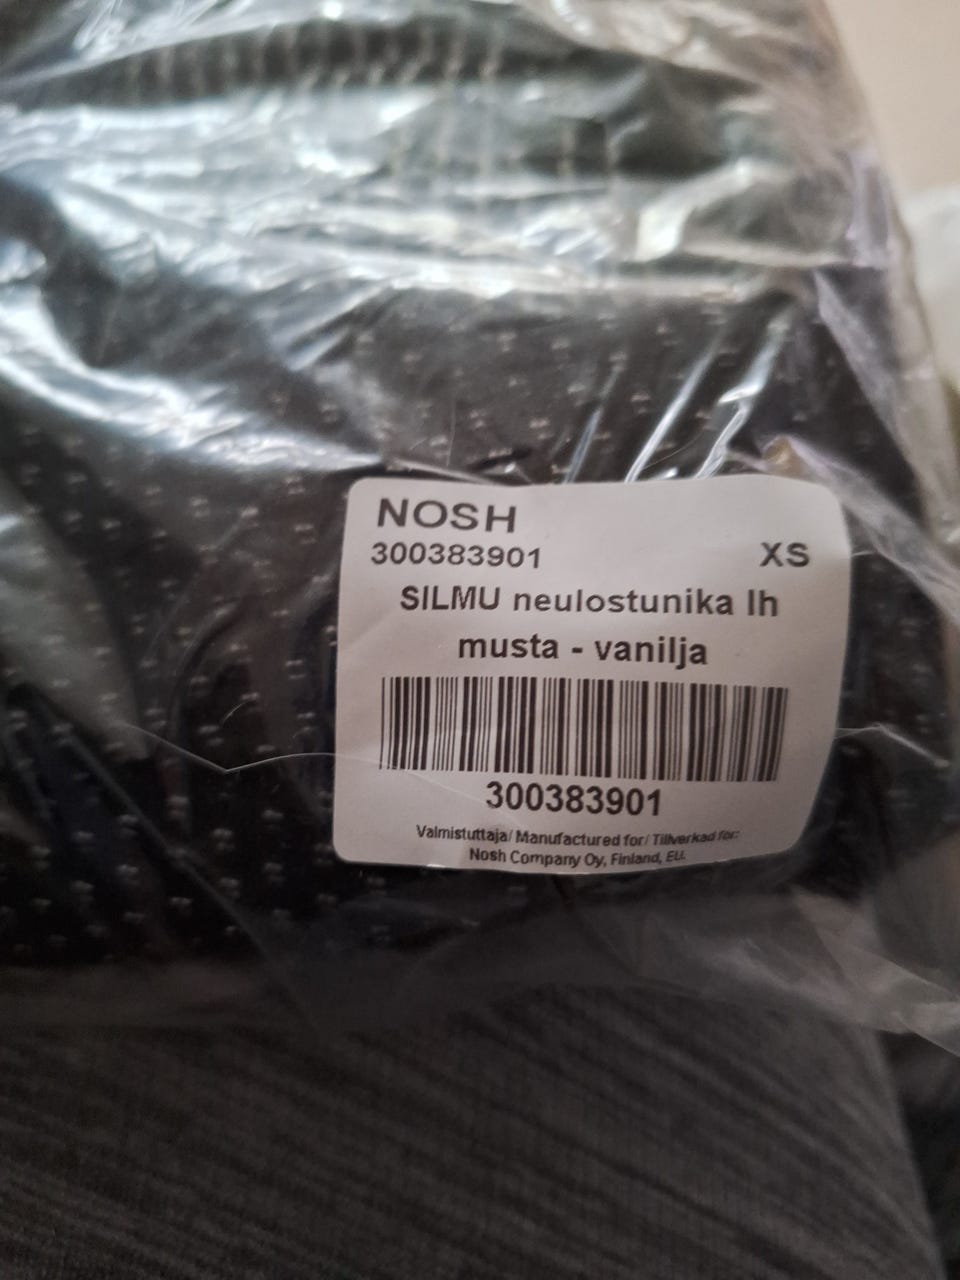 NOSH
300383901 XS
SILMU neulostunika lh
musta - vanilja
300383901
Valmistuttaja/ Manufactured for/ Tillverkad för:
Nosh Company Oy, Finland, EU.